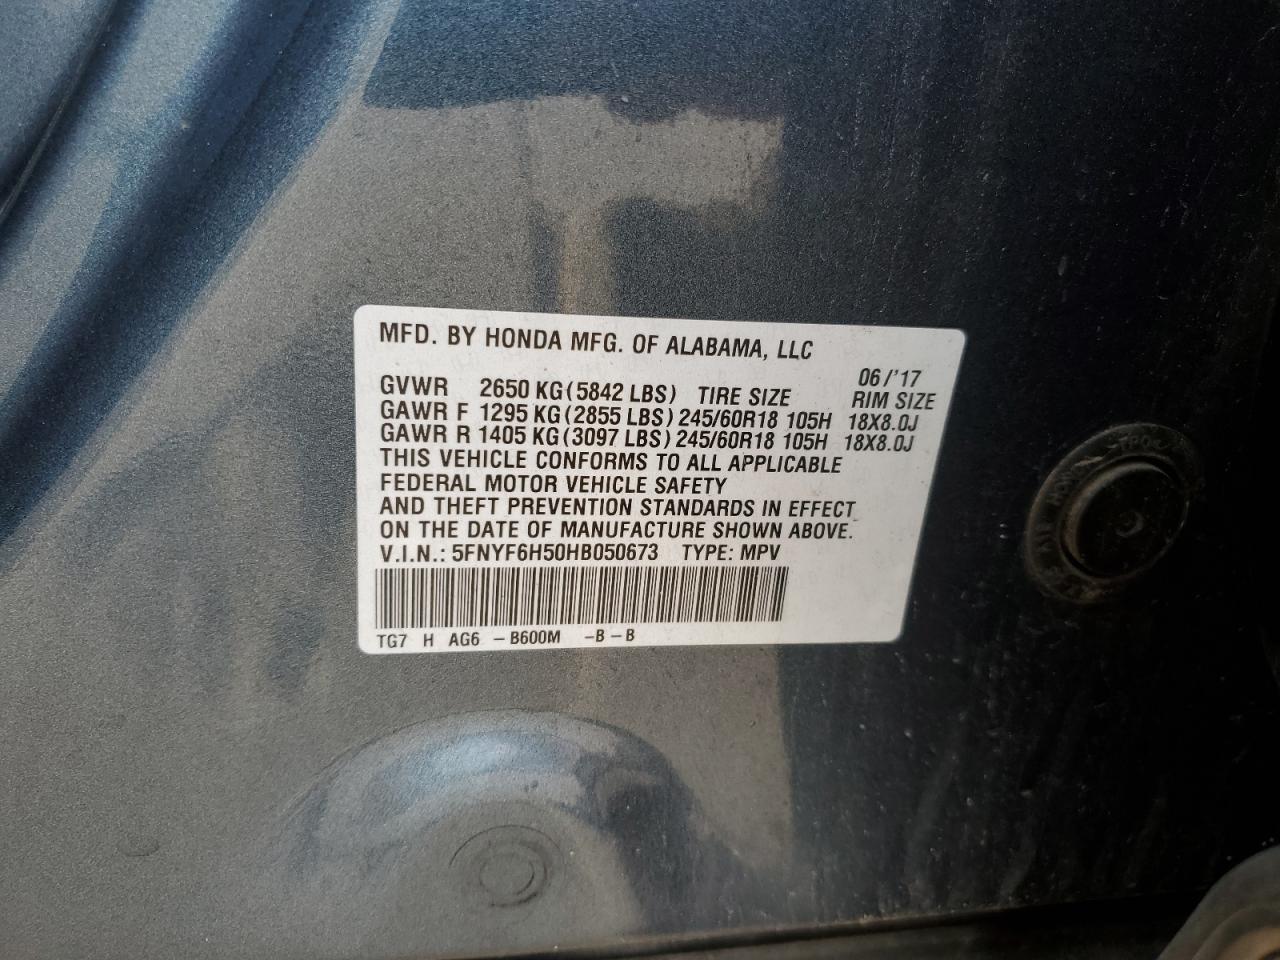 MFD. BY HONDA MFG. OF ALABAMA, LLC
06/'17
GVWR 2650 KG(5842 LBS) TIRE SIZE RIM SIZE
GAWR F 1295 KG(2855 LBS) 245/60R18 105H 18X8.0J
GAWR R 1405 KG(3097 LBS) 245/60R18 105H 18X8.0J
THIS VEHICLE CONFORMS TO ALL APPLICABLE
FEDERAL MOTOR VEHICLE SAFETY
AND THEFT PREVENTION STANDARDS IN EFFECT
ON THE DATE OF MANUFACTURE SHOWN ABOVE.
V.I.N.: 5FNYF6H50HB050673 TYPE: MPV
TG7 H AG6 -B600M -B-B